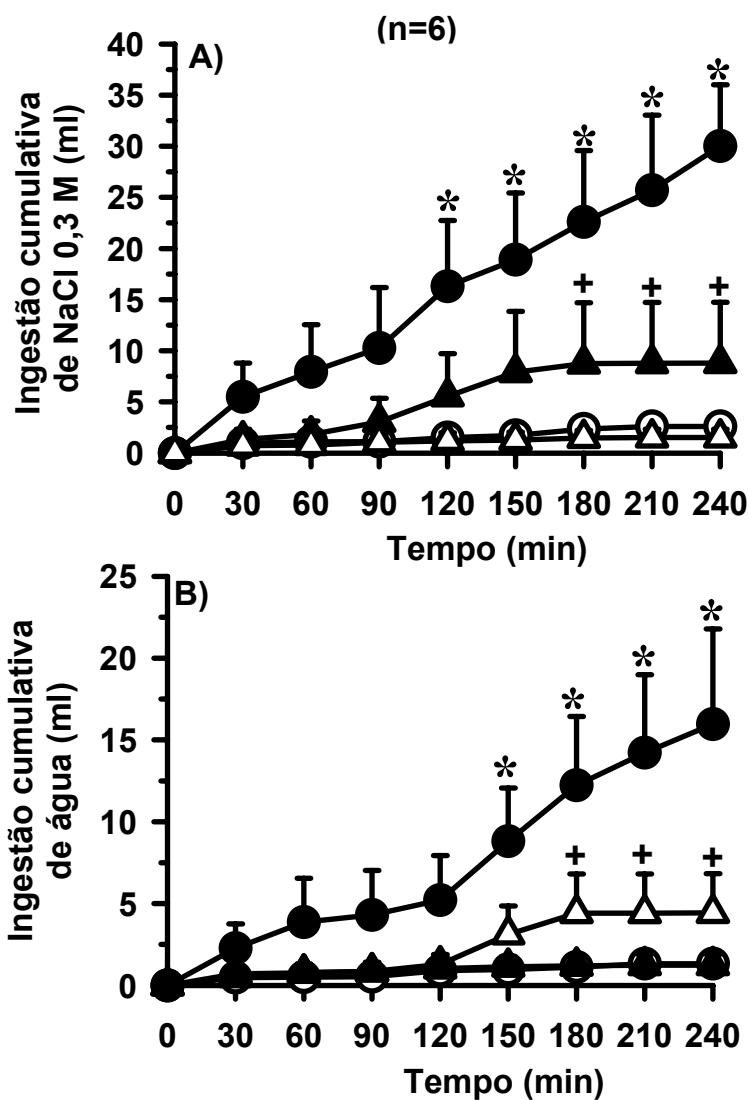 (n=6)
A)
40
35
30
25
20
15
10
5
0
Ingestão cumulativa
de NaCl 0,3 M (ml)
* * * * *
+ + +
0 30 60 90 120 150 180 210 240
Tempo (min)
B)
25
20
15
10
5
0
Ingestão cumulativa
de água (ml)
* * * *
+ + +
0 30 60 90 120 150 180 210 240
Tempo (min)